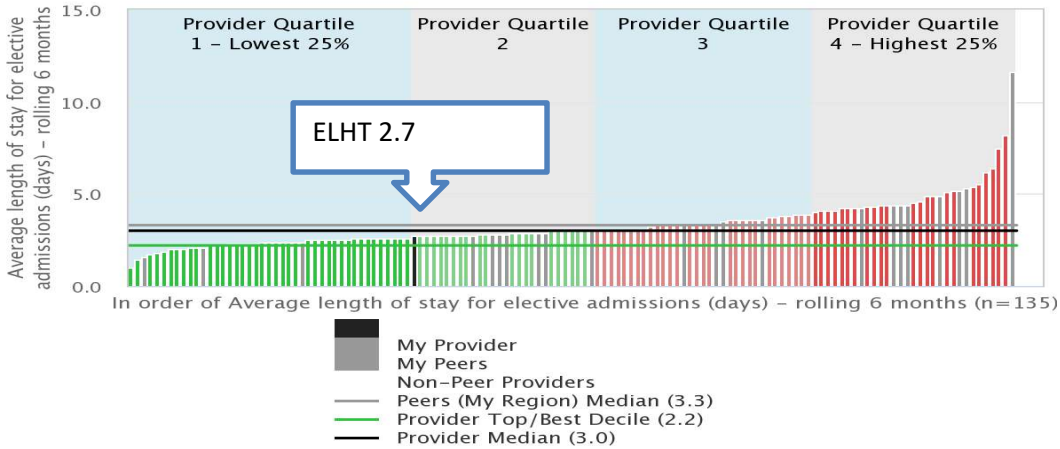 Average length of stay for elective
admissions (days) – rolling 6 months
15.0
10.0
5.0
0.0
Provider Quartile
1 – Lowest 25%
Provider Quartile
2
Provider Quartile
3
Provider Quartile
4 – Highest 25%
ELHT 2.7
In order of Average length of stay for elective admissions (days) – rolling 6 months (n=135)
My Provider
My Peers
Non-Peer Providers
Peers (My Region) Median (3.3)
Provider Top/Best Decile (2.2)
Provider Median (3.0)